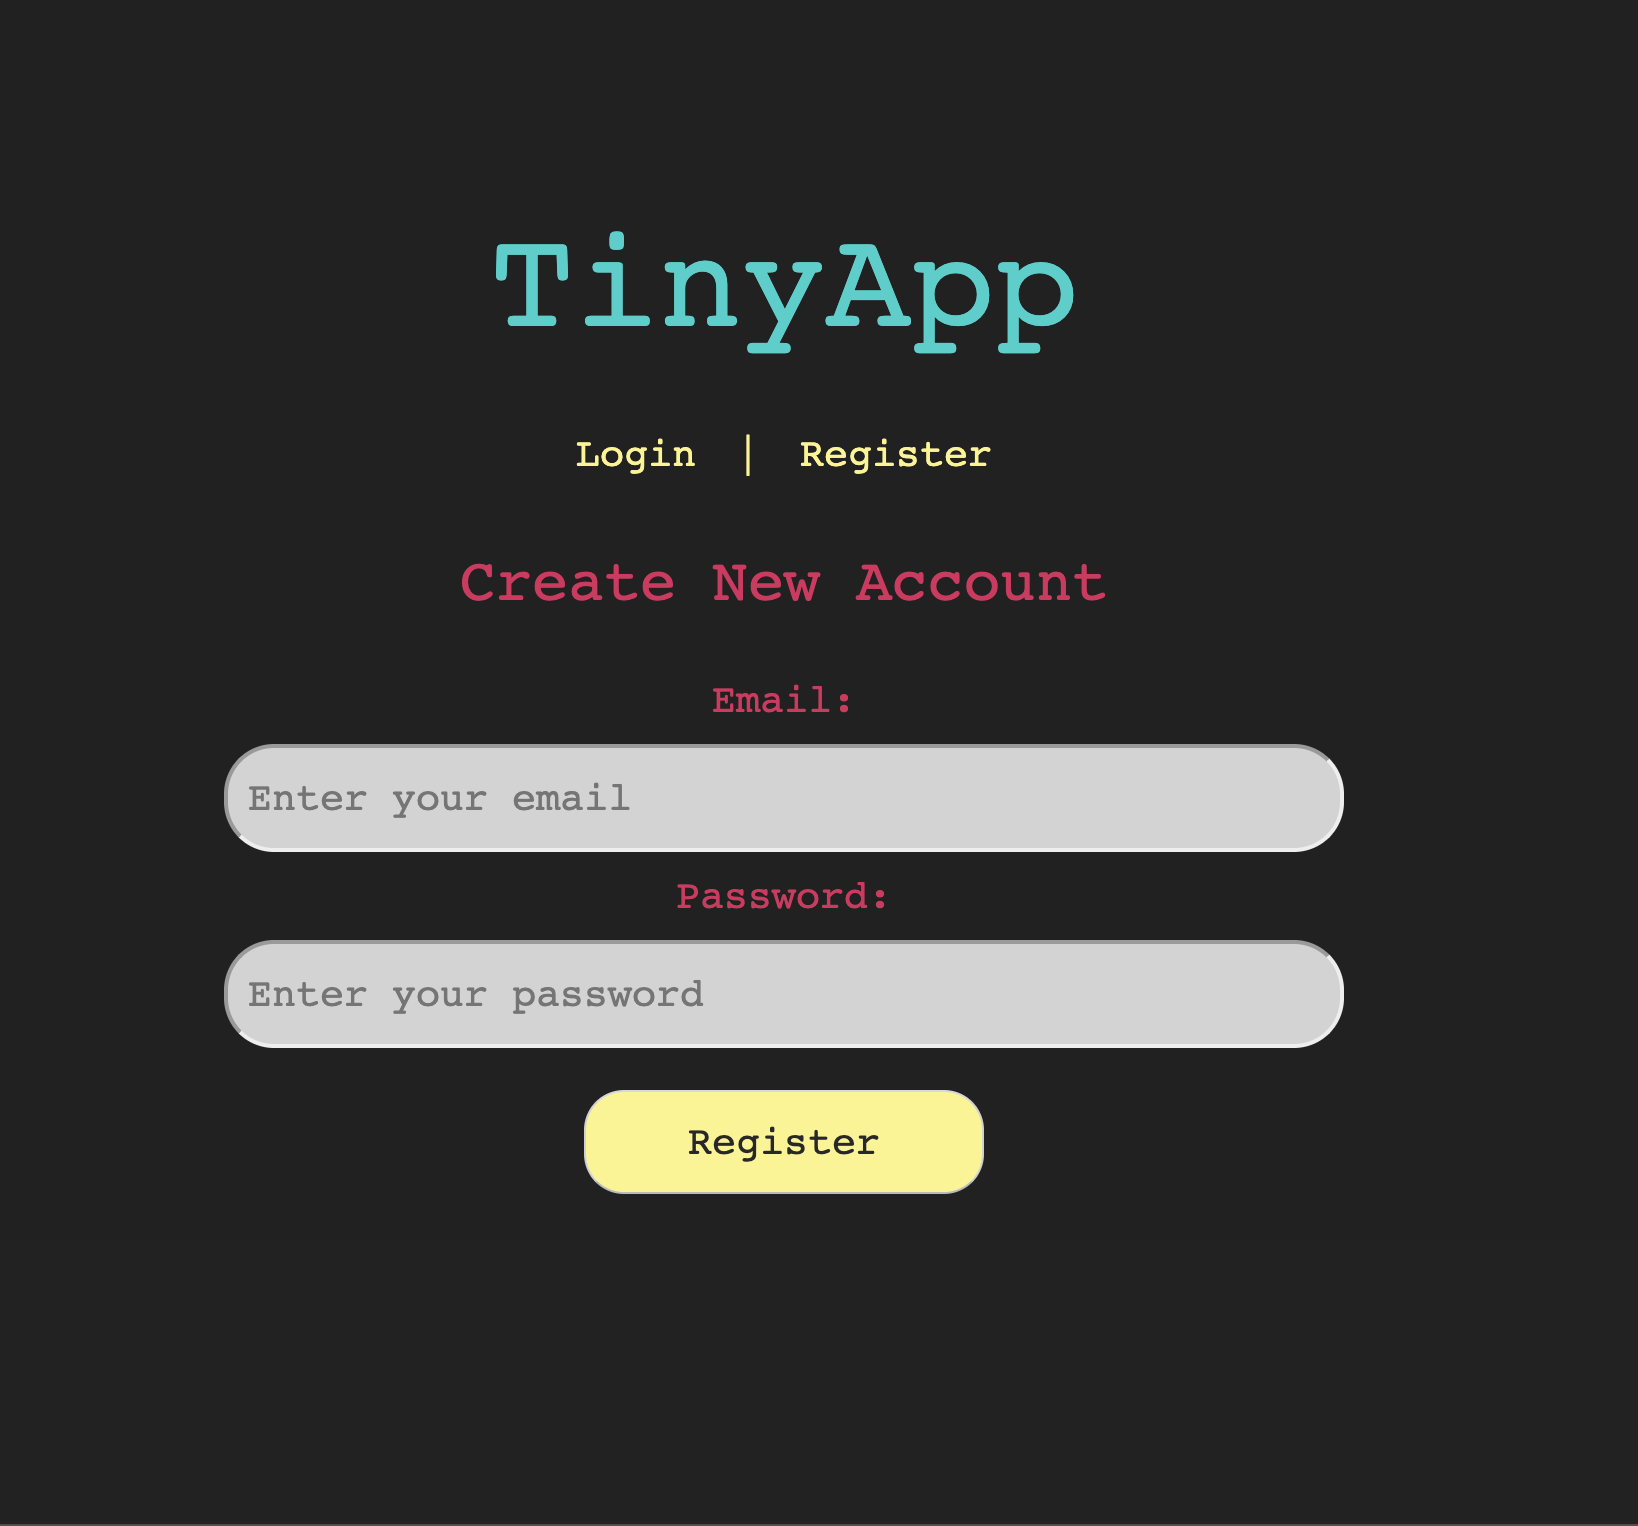 TinyApp
Login | Register
Create New Account
Email:
Enter your email
Password:
Enter your password
Register